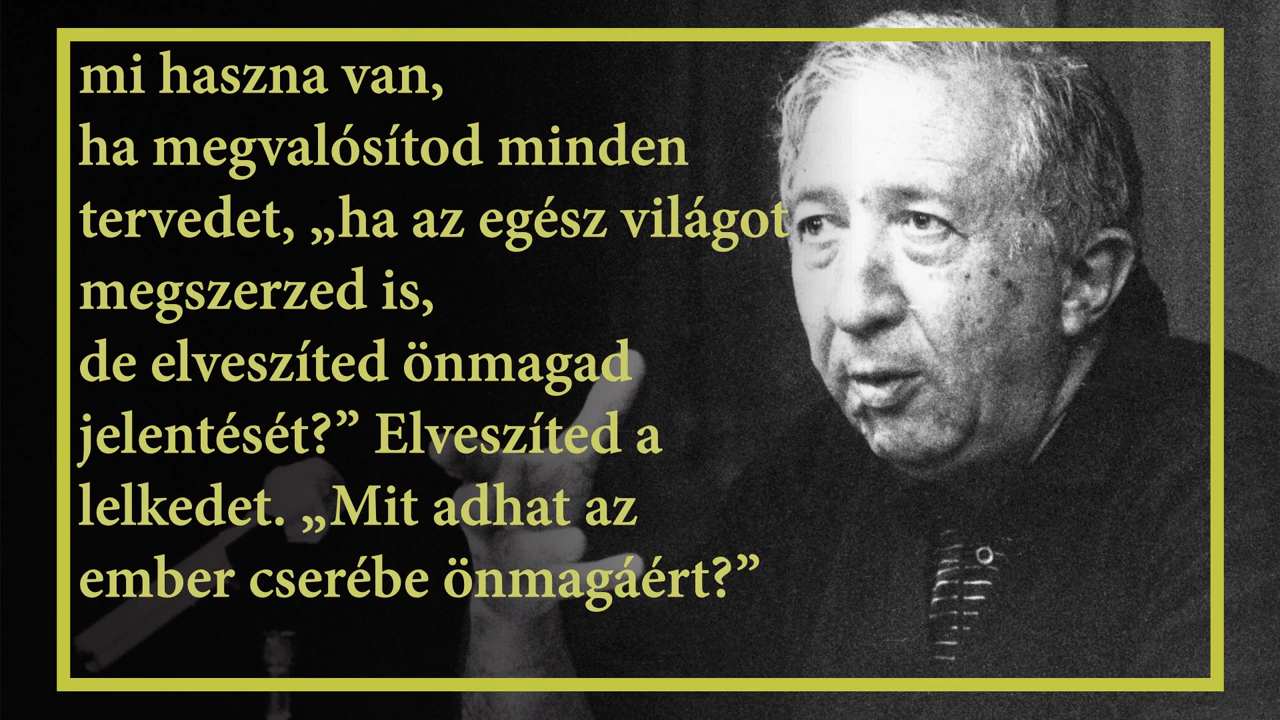 mi haszna van,
ha megvalósítod minden
tervedet, „ha az egész világot
megszerzed is,
de elveszíted önmagad
jelentését?” Elveszíted a
lelkedet. „Mit adhat az
ember cserébe önmagáért?”